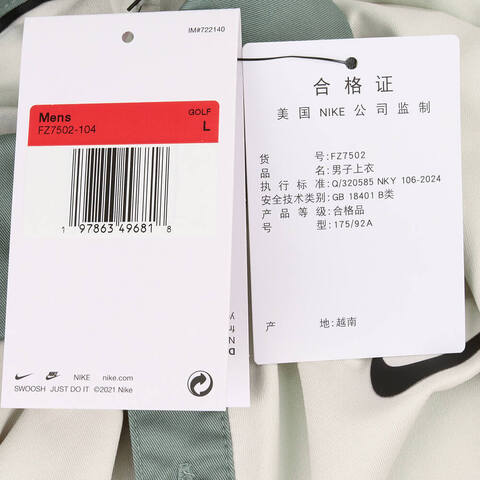 IM#722140
Mens
GOLF
FZ7502-104
L
1 97863 49681 8
NIKE nike.com
SWOOSH JUST DO IT ©2021 Nike
合格证
美国 NIKE 公司监制
货号:FZ7502
品名:男子上衣
执行标准:Q/320585 NKY 106-2024
安全技术类别:GB 18401 B类
产品等级:合格品
号型:175/92A
产地:越南